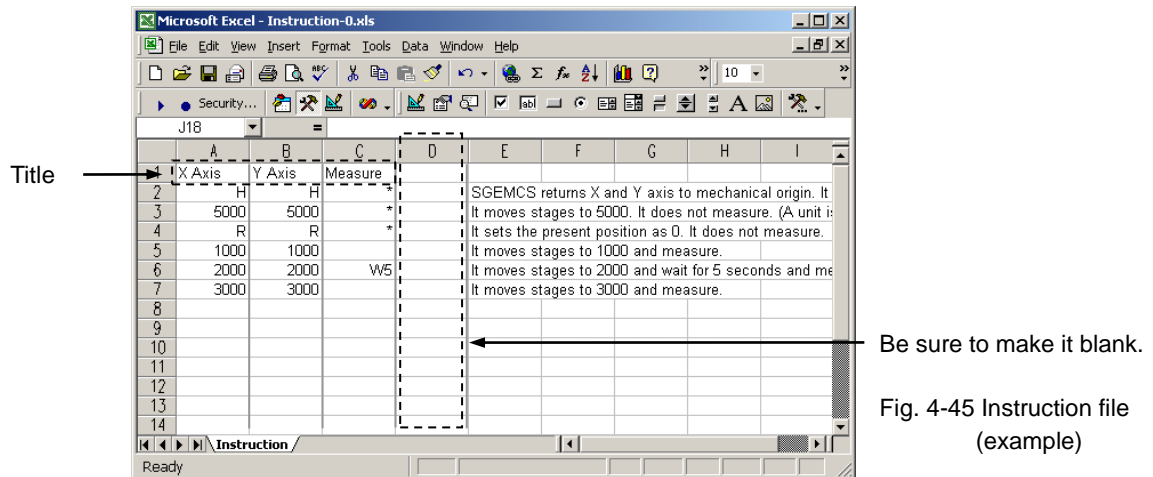 Microsoft Excel - Instruction-0.xls
File Edit View Insert Format Tools Data Window Help
10
Security...
J18 =
A B C D E F G H I
Title
1 X Axis Y Axis Measure
2 H H * SGEMCS returns X and Y axis to mechanical origin. It
3 5000 5000 * It moves stages to 5000. It does not measure. (A unit i
4 R R * It sets the present position as 0. It does not measure.
5 1000 1000 It moves stages to 1000 and measure.
6 2000 2000 W5 It moves stages to 2000 and wait for 5 seconds and me
7 3000 3000 It moves stages to 3000 and measure.
8
9
10
11
12
13
14
Be sure to make it blank.
Fig. 4-45 Instruction file
(example)
Instruction
Ready